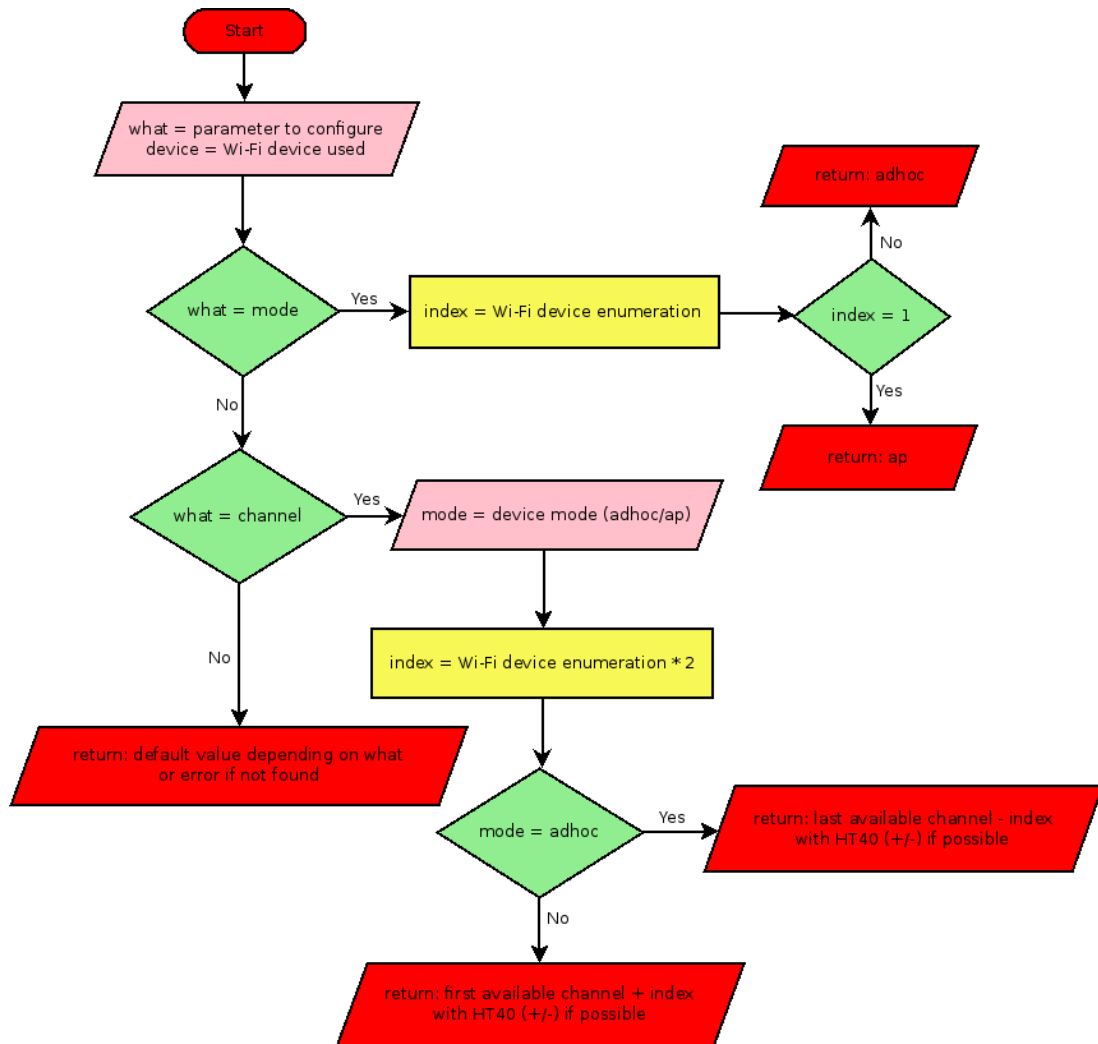 Start
what = parameter to configure
device = Wi-Fi device used
return: adhoc
No
what = mode
Yes
index = Wi-Fi device enumeration
index = 1
Yes
No
return: ap
what = channel
Yes
mode = device mode (adhoc/ap)
No
index = Wi-Fi device enumeration * 2
return: default value depending on what
or error if not found
mode = adhoc
Yes
return: last available channel - index
with HT40 (+/-) if possible
No
return: first available channel + index
with HT40 (+/-) if possible